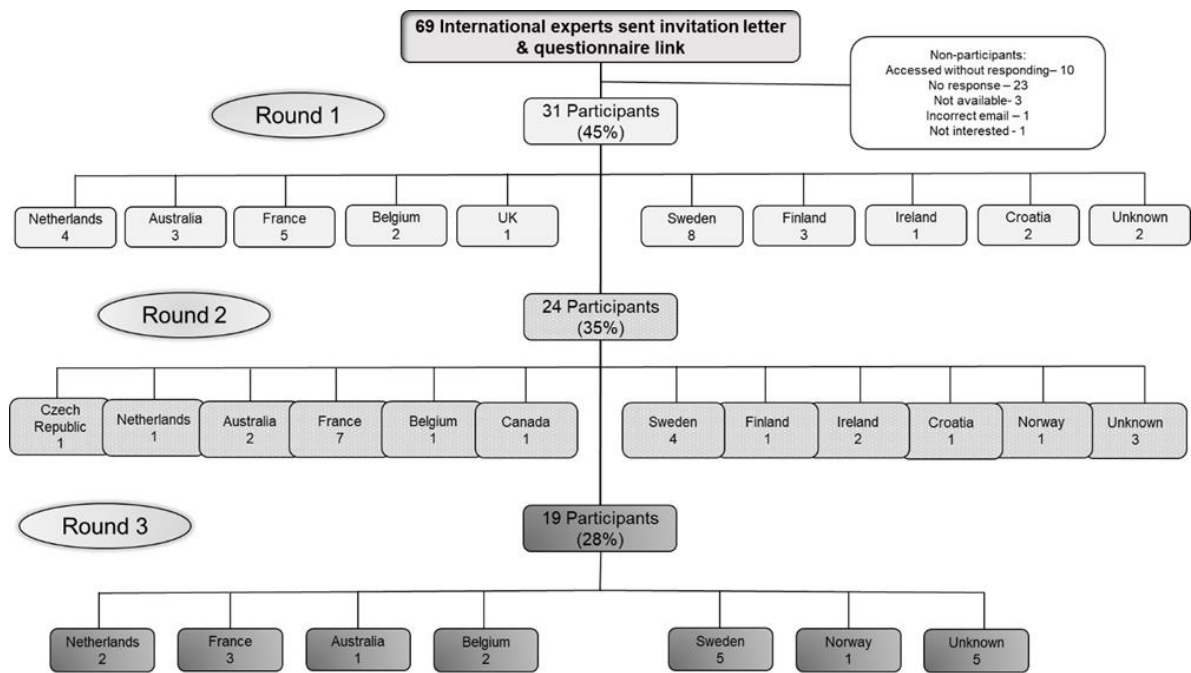 69 International experts sent invitation letter
& questionnaire link
Non-participants:
Accessed without responding– 10
No response – 23
Not available- 3
Incorrect email – 1
Not interested - 1
Round 1
31 Participants
(45%)
Netherlands
4
Australia
3
France
5
Belgium
2
UK
1
Sweden
8
Finland
3
Ireland
1
Croatia
2
Unknown
2
Round 2
24 Participants
(35%)
Czech
Republic
1
Netherlands
1
Australia
2
France
7
Belgium
1
Canada
1
Sweden
4
Finland
1
Ireland
2
Croatia
1
Norway
1
Unknown
3
Round 3
19 Participants
(28%)
Netherlands
2
France
3
Australia
1
Belgium
2
Sweden
5
Norway
1
Unknown
5